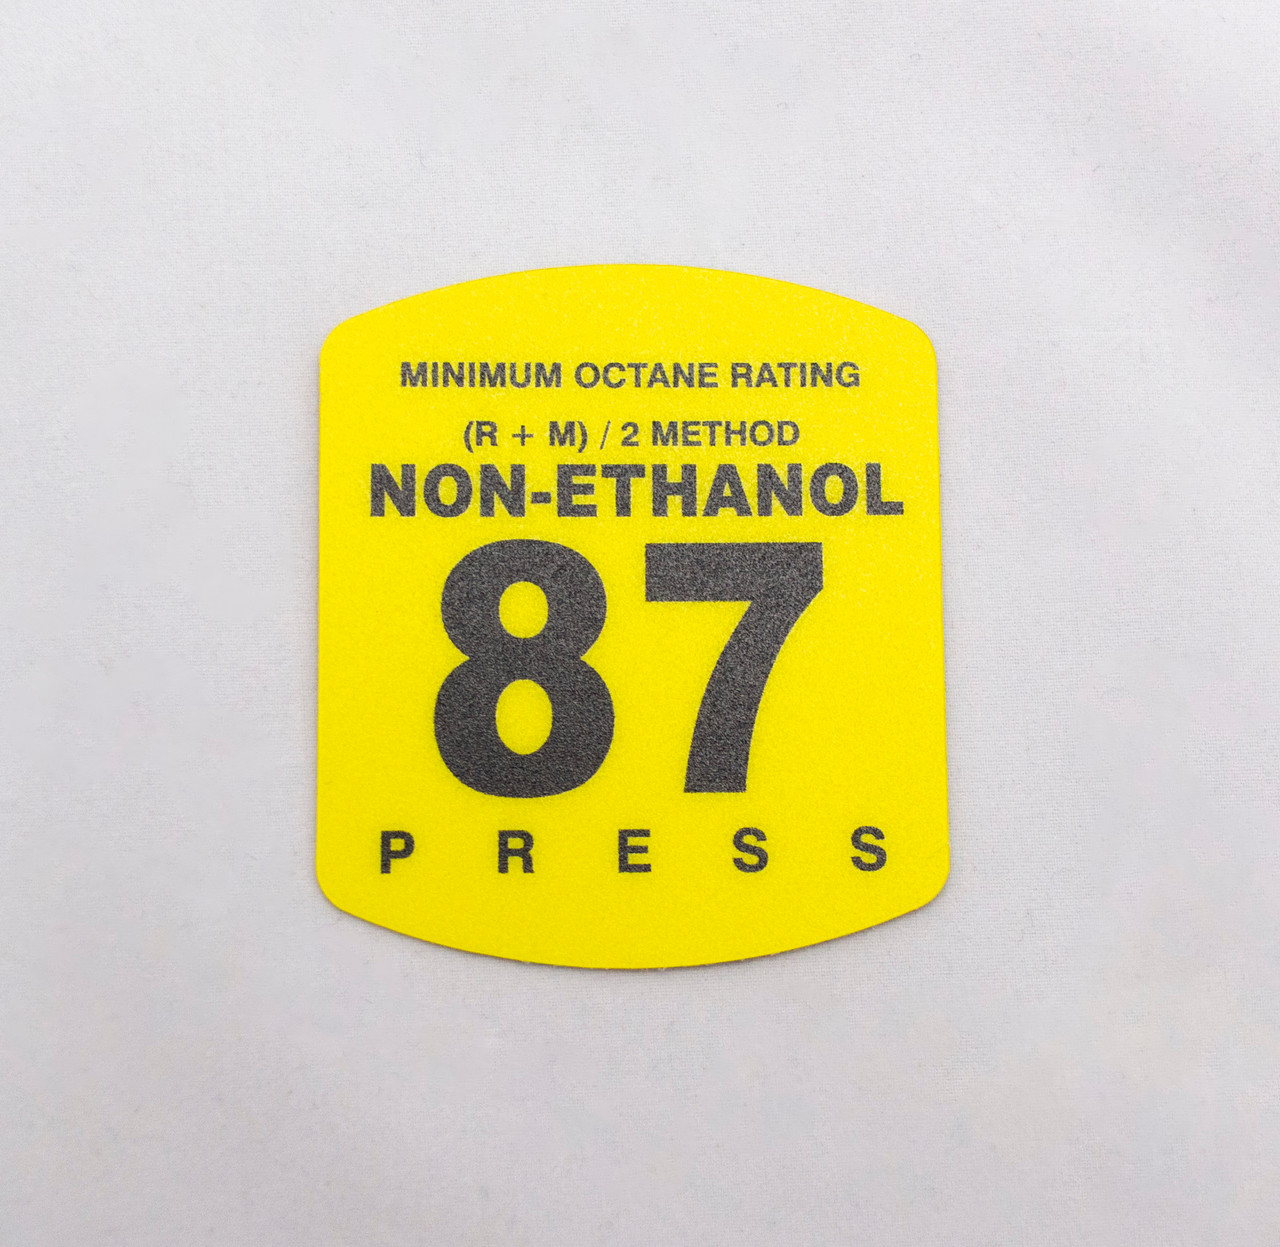 MINIMUM OCTANE RATING
(R + M) / 2 METHOD
NON-ETHANOL
87
PRESS